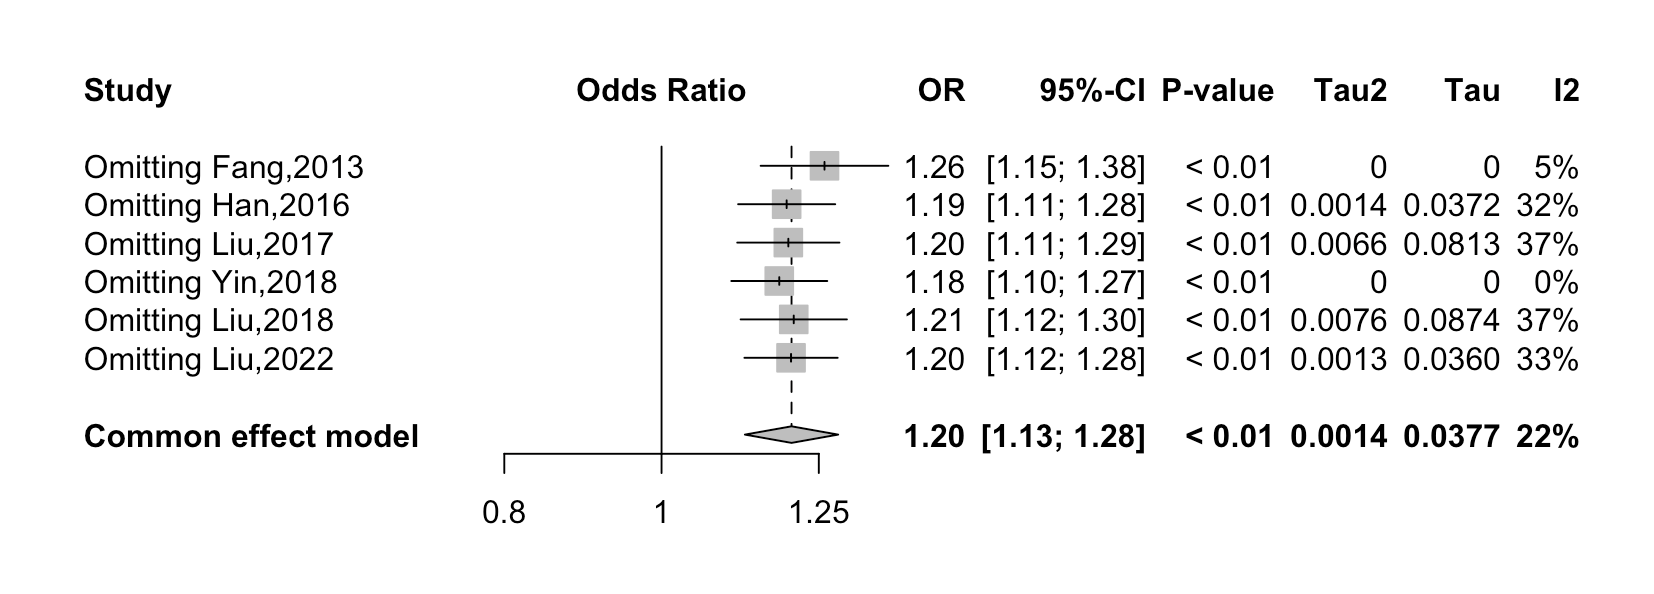 Study Odds Ratio OR 95%-CI P-value Tau2 Tau I2
Omitting Fang,2013 1.26 [1.15; 1.38] < 0.01 0 0 5%
Omitting Han,2016 1.19 [1.11; 1.28] < 0.01 0.0014 0.0372 32%
Omitting Liu,2017 1.20 [1.11; 1.29] < 0.01 0.0066 0.0813 37%
Omitting Yin,2018 1.18 [1.10; 1.27] < 0.01 0 0 0%
Omitting Liu,2018 1.21 [1.12; 1.30] < 0.01 0.0076 0.0874 37%
Omitting Liu,2022 1.20 [1.12; 1.28] < 0.01 0.0013 0.0360 33%
Common effect model 1.20 [1.13; 1.28] < 0.01 0.0014 0.0377 22%
0.8 1 1.25